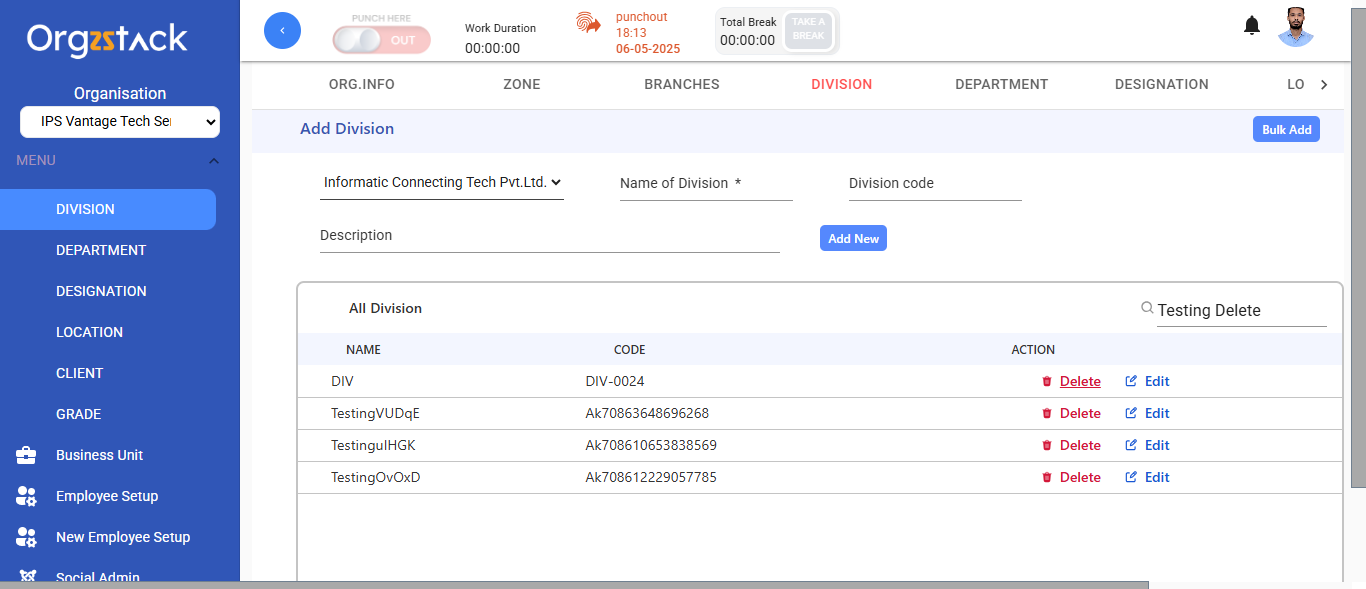 Orgzstack
Organisation
IPS Vantage Tech Ser
MENU
DIVISION
DEPARTMENT
DESIGNATION
LOCATION
CLIENT
GRADE
Business Unit
Employee Setup
New Employee Setup
Social Admin
PUNCH HERE
OUT
Work Duration
00:00:00
punchout
18:13
06-05-2025
Total Break
00:00:00
TAKE A
BREAK
ORG.INFO ZONE BRANCHES DIVISION DEPARTMENT DESIGNATION LO
Add Division
Bulk Add
Informatic Connecting Tech Pvt.Ltd. Name of Division * Division code
Description
Add New
All Division
Testing Delete
NAME CODE ACTION
DIV DIV-0024 Delete Edit
TestingVUDqE Ak70863648696268 Delete Edit
TestinguIHGK Ak708610653838569 Delete Edit
TestingOvOxD Ak708612229057785 Delete Edit